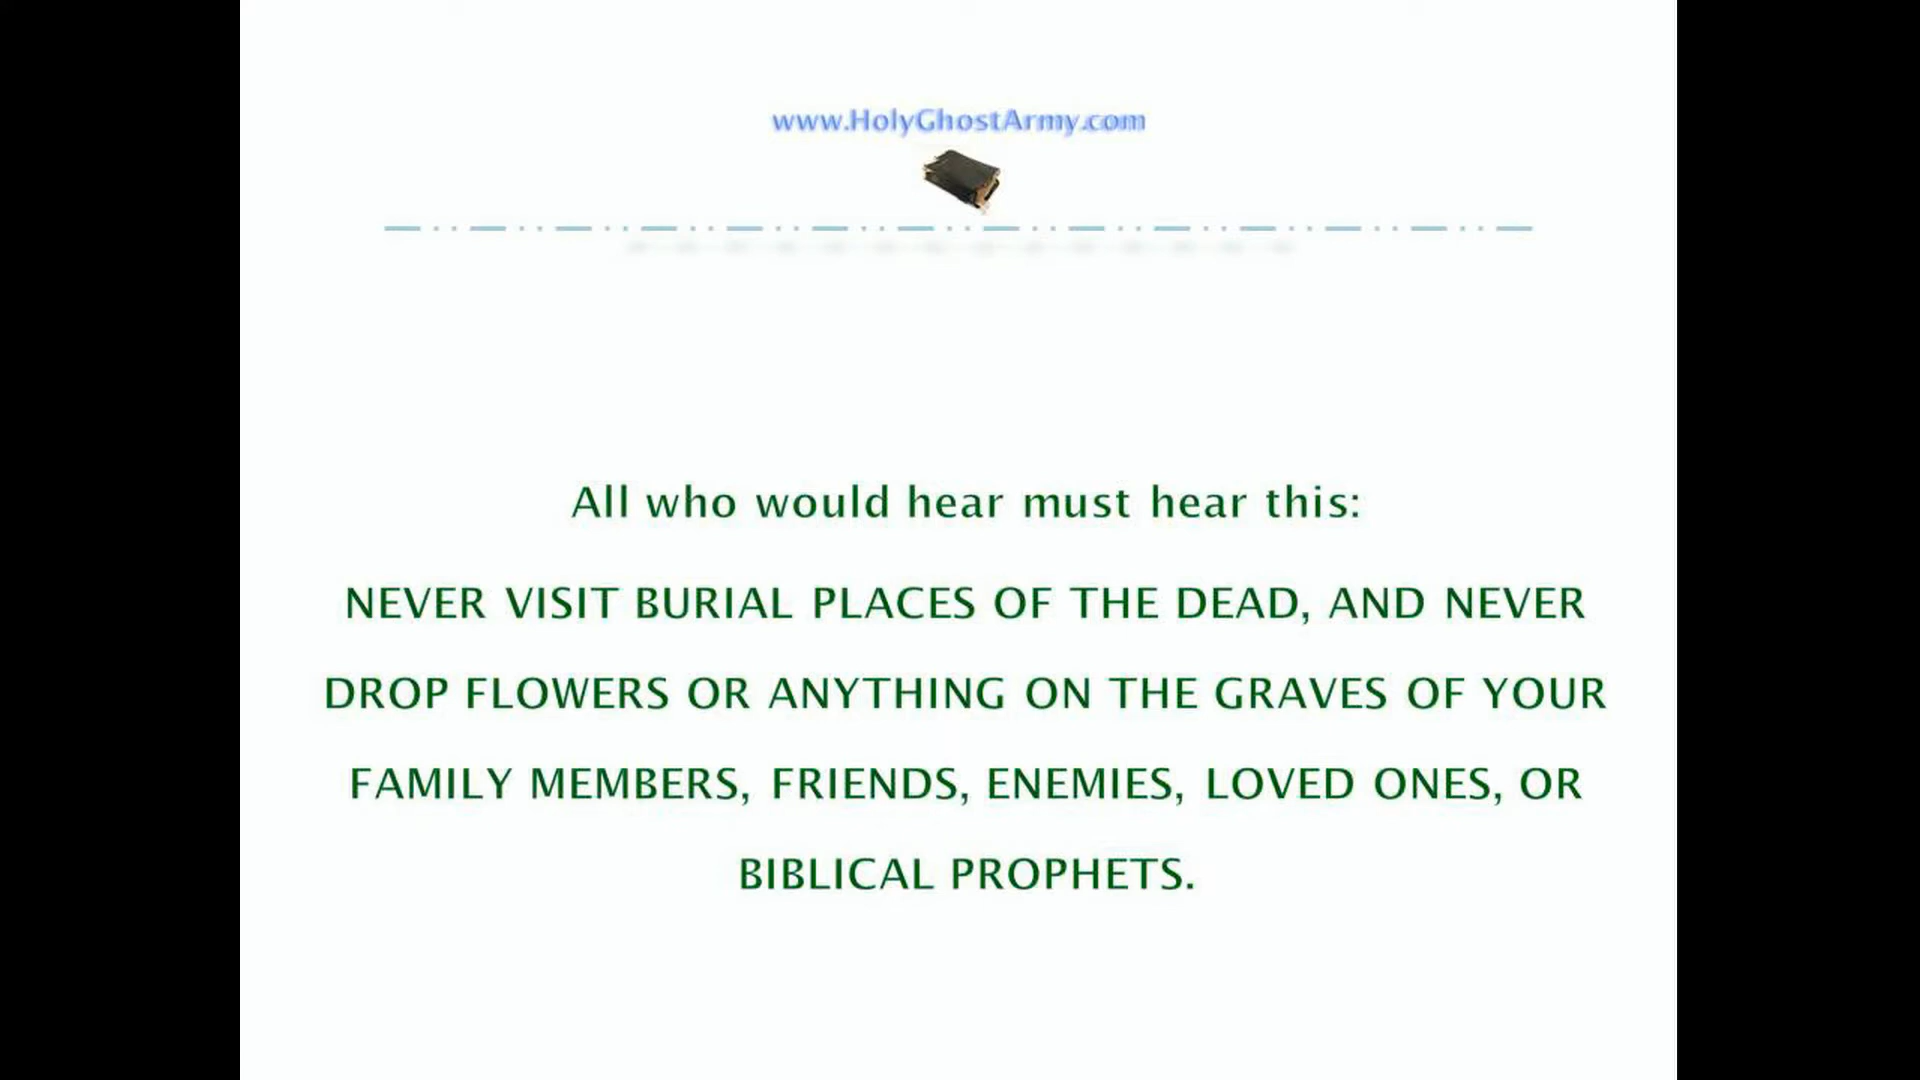 www.HolyGhostArmy.com
All who would hear must hear this:
NEVER VISIT BURIAL PLACES OF THE DEAD, AND NEVER
DROP FLOWERS OR ANYTHING ON THE GRAVES OF YOUR
FAMILY MEMBERS, FRIENDS, ENEMIES, LOVED ONES, OR
BIBLICAL PROPHETS.